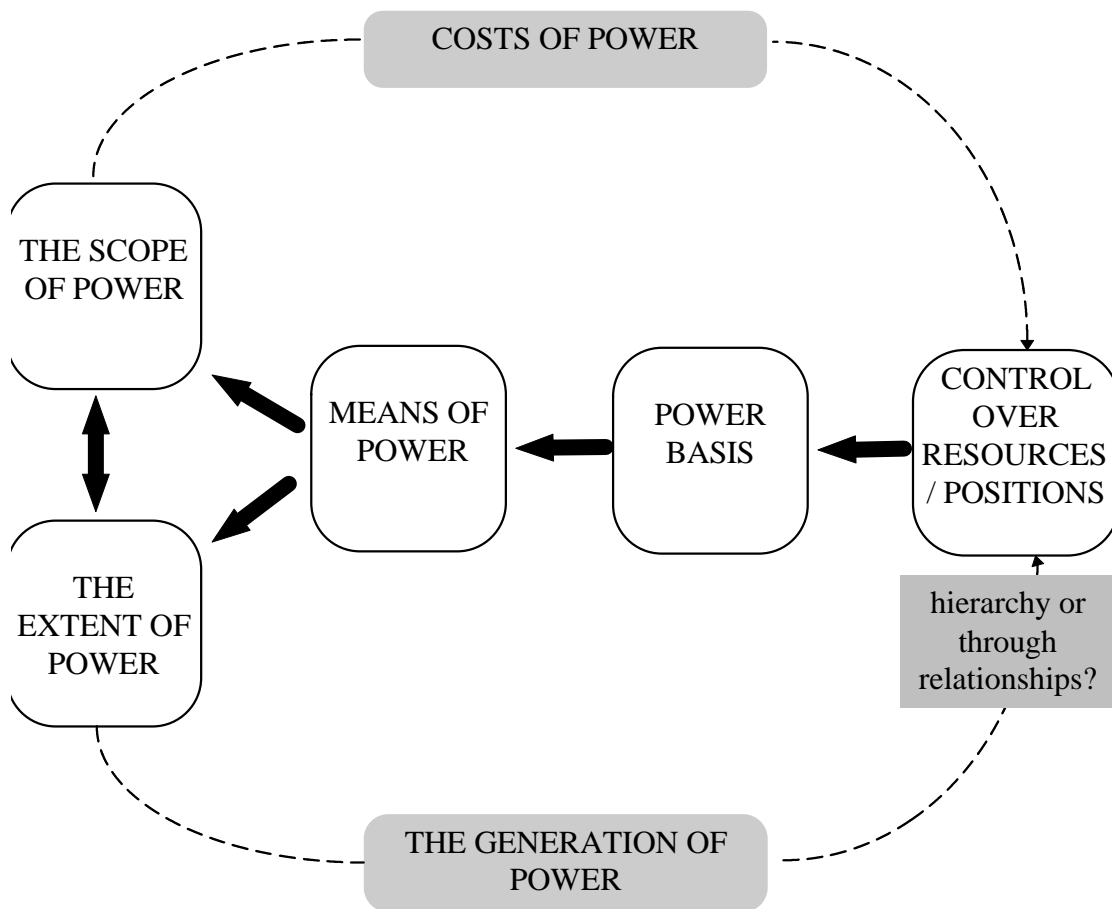 COSTS OF POWER
THE SCOPE
OF POWER
MEANS OF
POWER
POWER
BASIS
CONTROL
OVER
RESOURCES
/ POSITIONS
THE
EXTENT OF
POWER
hierarchy or
through
relationships?
THE GENERATION OF
POWER